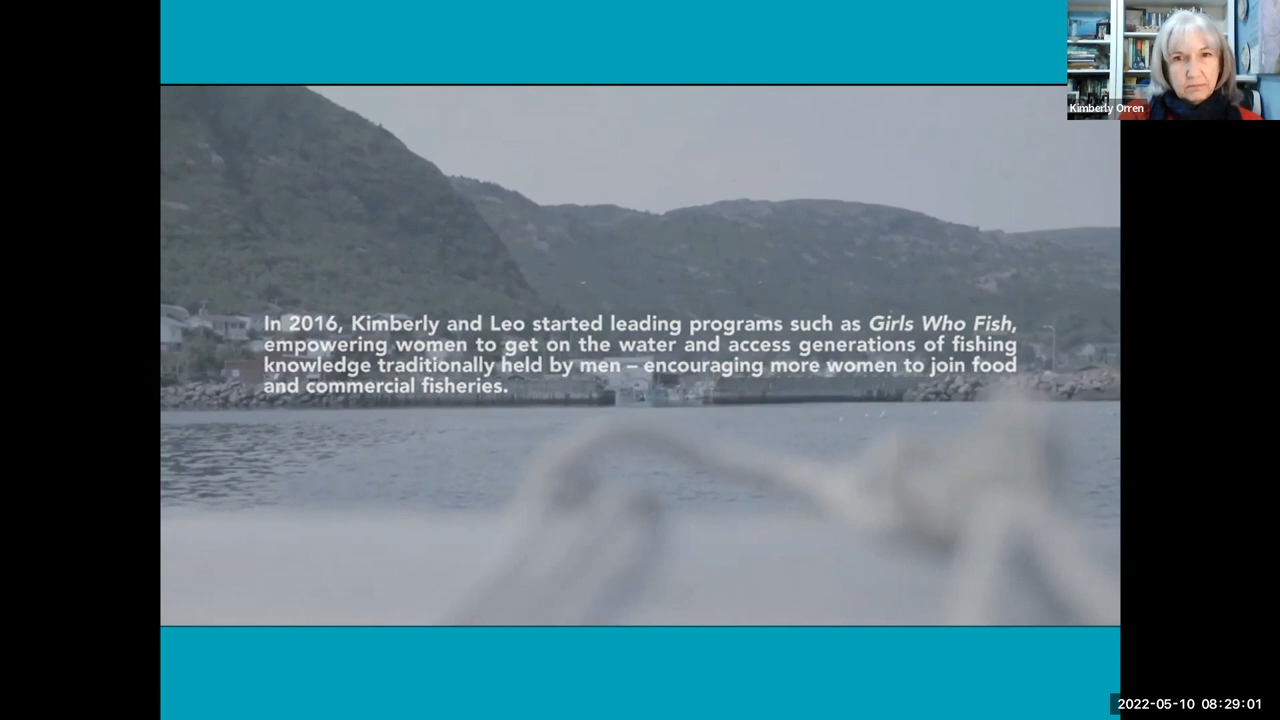 Kimberly Orren
In 2016, Kimberly and Leo started leading programs such as Girls Who Fish,
empowering women to get on the water and access generations of fishing
knowledge traditionally held by men – encouraging more women to join food
and commercial fisheries.
2022-05-10 08:29:01